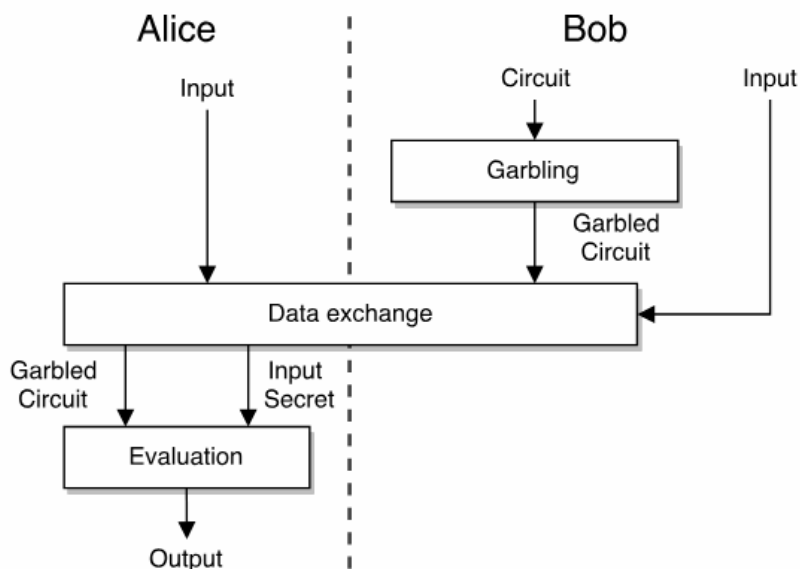 Alice
Bob
Input
Circuit
Input
Garbling
Garbled
Circuit
Data exchange
Garbled
Circuit
Input
Secret
Evaluation
Output